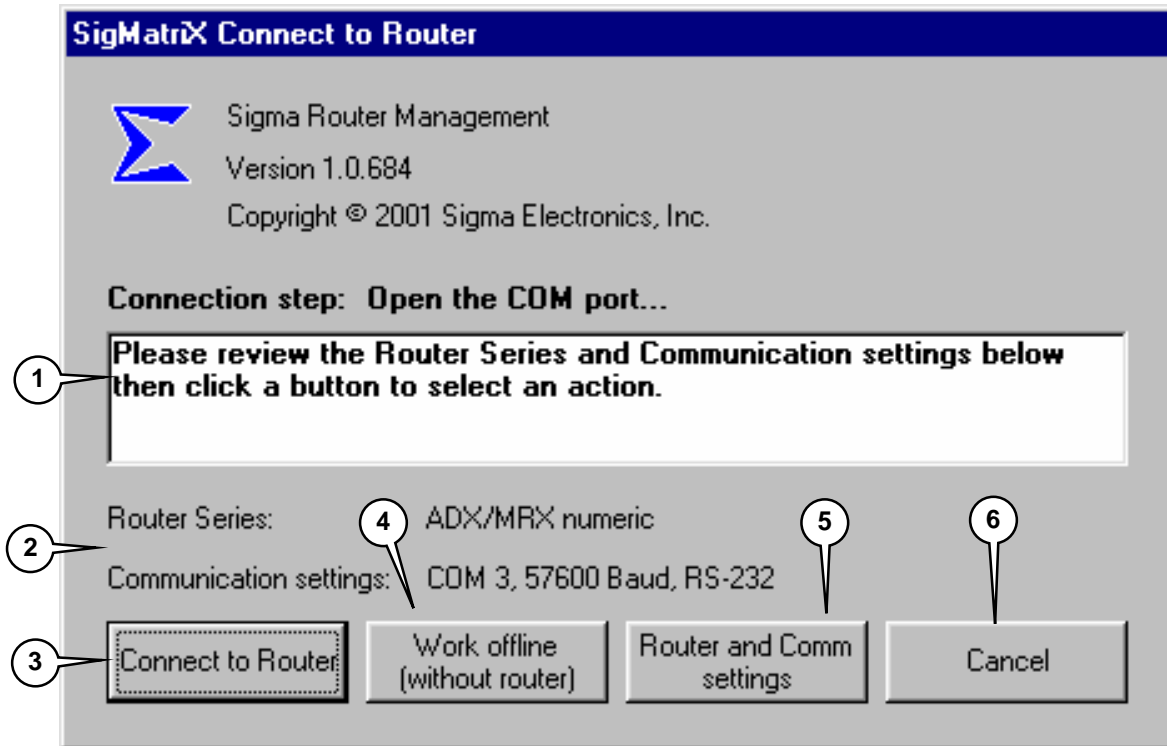 SigMatriX Connect to Router
Sigma Router Management
Version 1.0.684
Copyright © 2001 Sigma Electronics, Inc.
Connection step: Open the COM port...
1
Please review the Router Series and Communication settings below
then click a button to select an action.
Router Series: ADX/MRX numeric
2
4
5
6
Communication settings: COM 3, 57600 Baud, RS-232
3
Connect to Router
Work offline
(without router)
Router and Comm
settings
Cancel